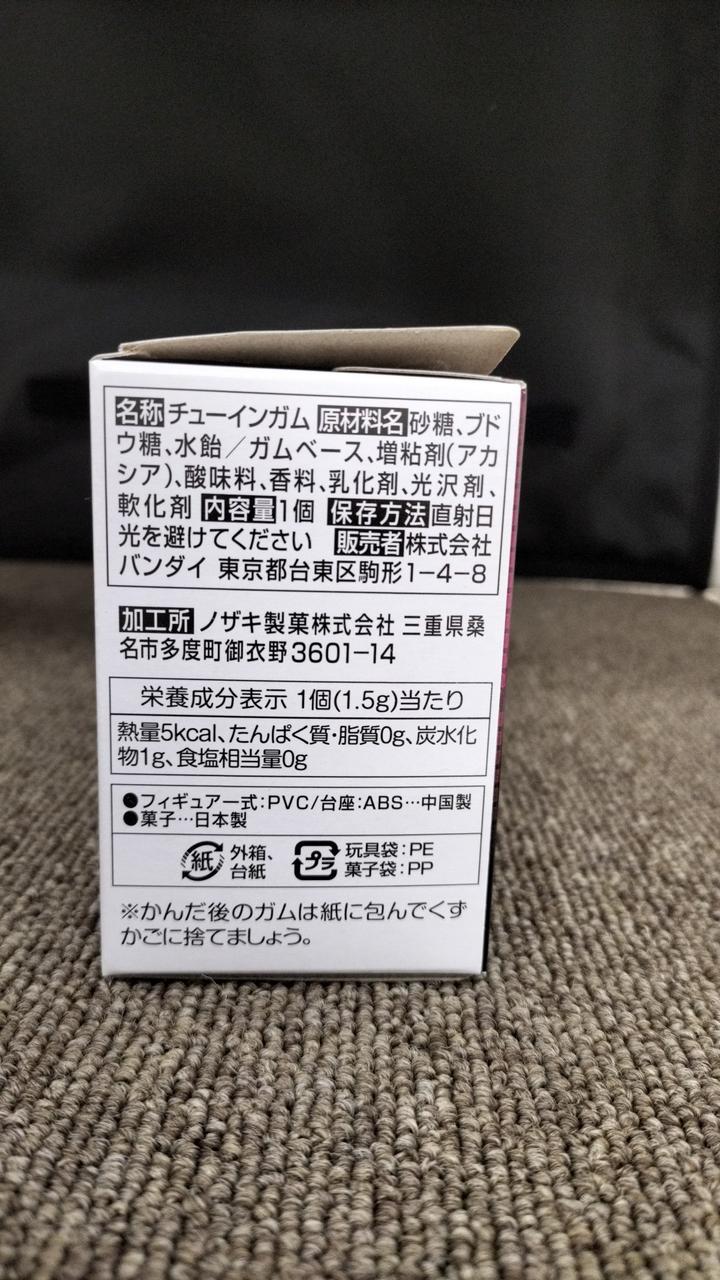 名称チューインガム 原材料名砂糖、ブド
ウ糖、水飴／ガムベース、増粘剤(アカ
シア)、酸味料、香料、乳化剤、光沢剤、
軟化剤 内容量1個 保存方法直射日
光を避けてください 販売者株式会社
バンダイ 東京都台東区駒形1-4-8
加工所 ノザキ製菓株式会社 三重県桑
名市多度町御衣野3601-14
栄養成分表示 1個(1.5g)当たり
熱量5kcal、たんぱく質・脂質0g、炭水化
物1g、食塩相当量0g
●フィギュア一式:PVC/台座:ABS…中国製
●菓子…日本製
紙 外箱、台紙 プラ 玩具袋:PE
菓子袋:PP
※かんだ後のガムは紙に包んでくず
かごに捨てましょう。